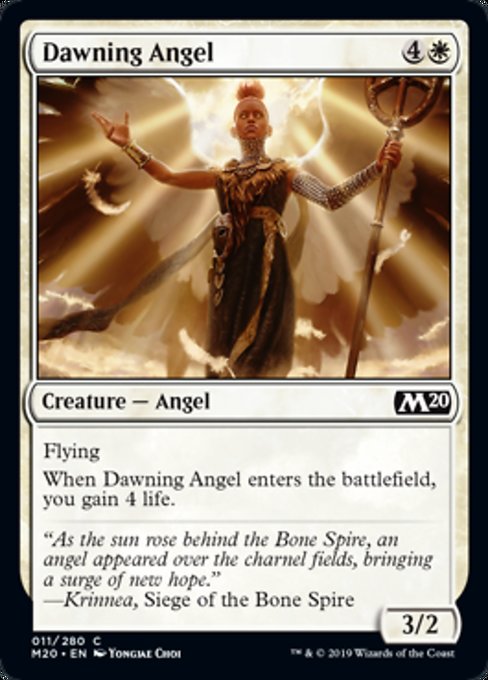 Dawning Angel 4
Creature — Angel M20
Flying
When Dawning Angel enters the battlefield,
you gain 4 life.
“As the sun rose behind the Bone Spire, an
angel appeared over the charnel fields, bringing
a surge of new hope.”
—Krinnea, Siege of the Bone Spire
3/2
011/280 C
M20 • EN Yongjae Choi ™ & © 2019 Wizards of the Coast